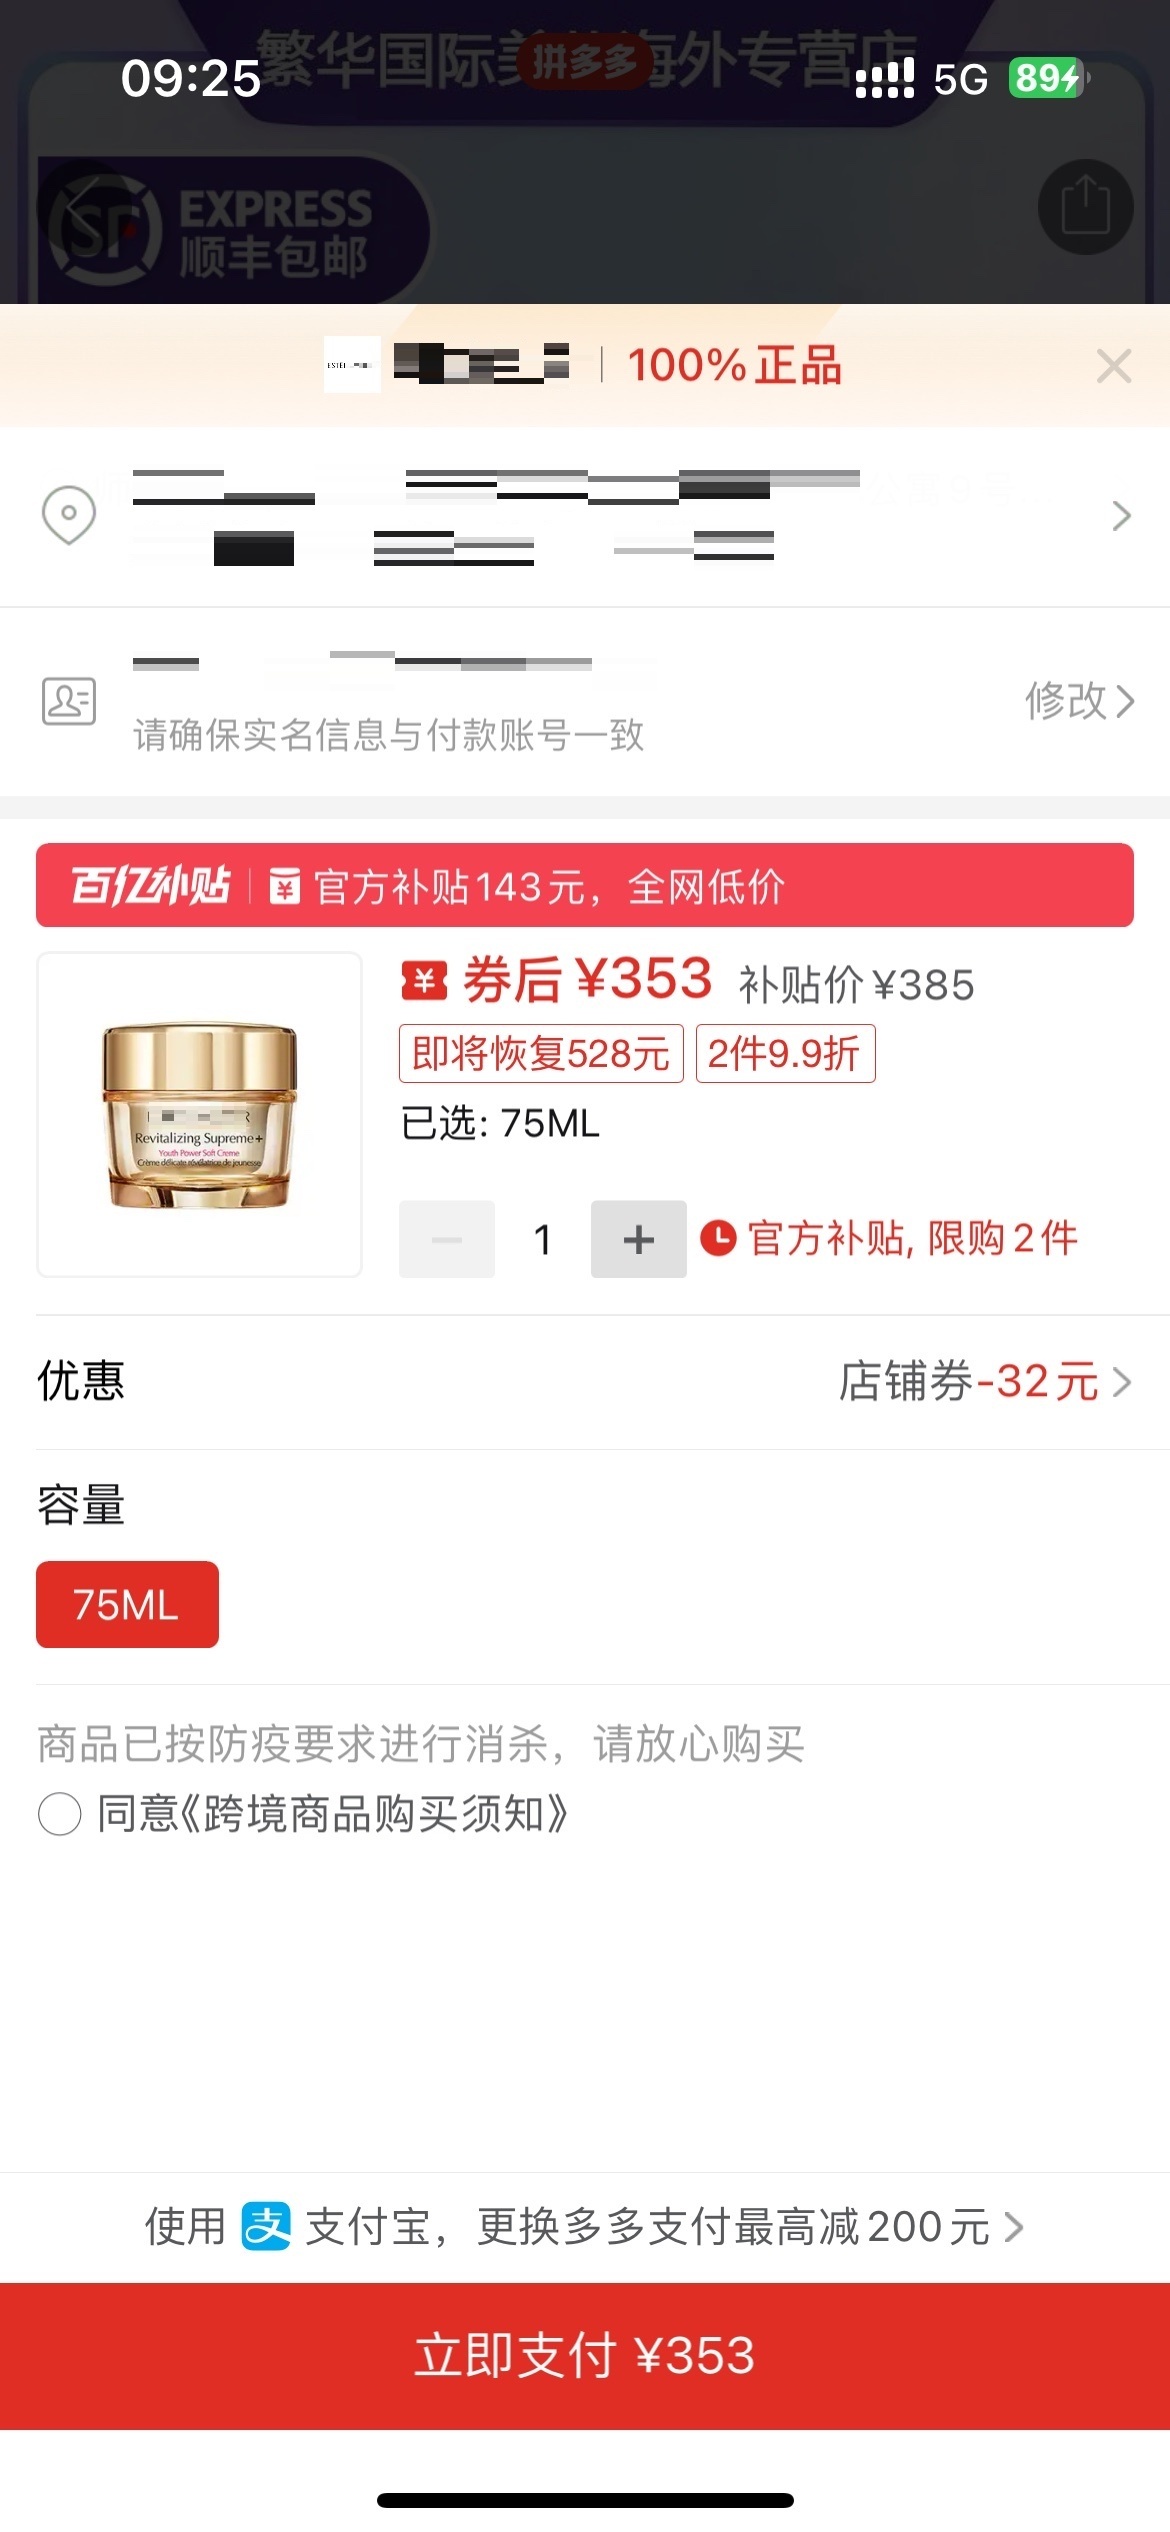 繁华国际美妆海外专营店
拼多多
09:25
5G
89
SF EXPRESS
顺丰包邮
100%正品
请确保实名信息与付款账号一致
修改
百亿补贴
官方补贴143元，全网低价
券后 ¥353 补贴价 ¥385
即将恢复528元 2件9.9折
已选: 75ML
Revitalizing Supreme+
Youth Power Soft Creme
Crème délicate révélatrice de jeunesse
1
官方补贴, 限购2件
优惠
店铺券-32元
容量
75ML
商品已按防疫要求进行消杀，请放心购买
同意《跨境商品购买须知》
使用 支 支付宝，更换多多支付最高减200元
立即支付 ¥353